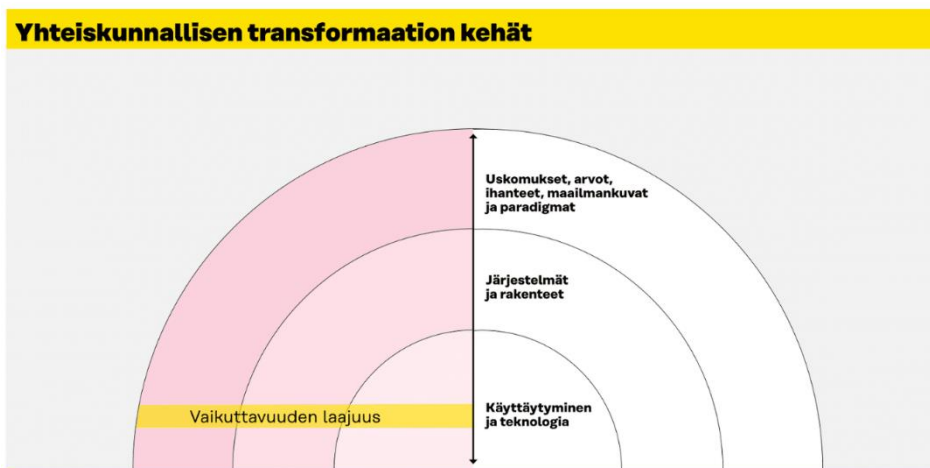 Yhteiskunnallisen transformaation kehät
Uskomukset, arvot,
ihanteet, maailmankuvat
ja paradigmat
Järjestelmät
ja rakenteet
Vaikuttavuuden laajuus
Käyttäytyminen
ja teknologia